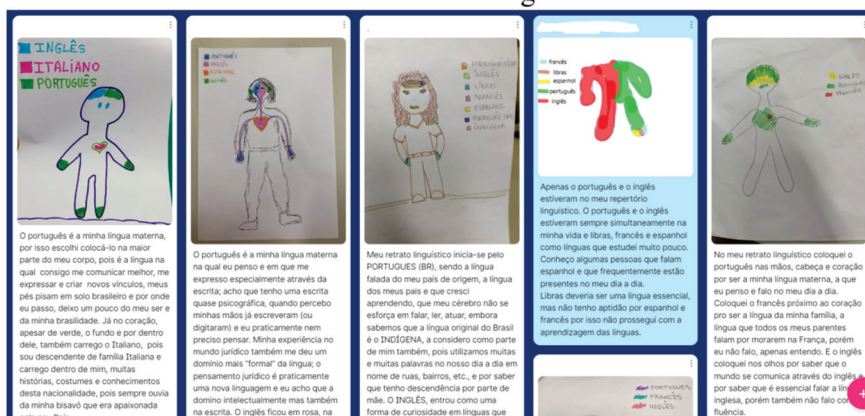 INGLÊS
ITALIANO
PORTUGUÊS
O português é a minha língua materna,
por isso escolhi colocá-lo na maior
parte do meu corpo, pois é a língua na
qual consigo me comunicar melhor, me
expressar e criar novos vínculos, meus
pés pisam em solo brasileiro e por onde
eu passo, deixo um pouco do meu ser e
da minha brasilidade. Já no coração,
apesar de verde, o fundo e por dentro
dele, também carrego o Italiano, pois
sou descendente de família Italiana e
carrego dentro de mim, muitas
histórias, costumes e conhecimentos
desta nacionalidade, pois sempre ouvia
da minha bisavó que era apaixonada
PORTUGUÊS
INGLÊS
O português é a minha língua materna
na qual eu penso e em que me
expresso especialmente através da
escrita; acho que tenho uma escrita
quase psicográfica, quando percebo
minhas mãos já escreveram (ou
digitaram) e eu praticamente nem
preciso pensar. Minha experiência no
mundo jurídico também me deu um
domínio mais "formal" da língua; o
pensamento jurídico é praticamente
uma nova linguagem e eu acho que a
domino intelectualmente mas também
na escrita. O inglês ficou em rosa, na
INGLÊS
LIBRAS
ESPANHOL
PORTUGUÊS (BR)
INDÍGENA
Meu retrato linguístico inicia-se pelo
PORTUGUES (BR), sendo a língua
falada do meu país de origem, a língua
dos meus pais e que cresci
aprendendo, que meu cérebro não se
esforça em falar, ler, atuar, embora
sabemos que a língua original do Brasil
é o INDÍGENA, a considero como parte
de mim também, pois utilizamos muitas
e muitas palavras no nosso dia a dia em
nome de ruas, bairros, etc., e por saber
que tenho descendência por parte de
mãe. O INGLÊS, entrou como uma
forma de curiosidade em línguas que
francês
libras
espanhol
português
inglês
Apenas o português e o inglês
estiveram no meu repertório
linguístico. O português e o inglês
estiveram sempre simultaneamente na
minha vida e libras, francês e espanhol
como línguas que estudei muito pouco.
Conheço algumas pessoas que falam
espanhol e que frequentemente estão
presentes no meu dia a dia.
Libras deveria ser uma língua essencial,
mas não tenho aptidão por espanhol e
francês por isso não prossegui com a
aprendizagem das línguas.
PORTUGUÊS
FRANCÊS
INGLÊS
INGLÊS
PORTUGUÊS
FRANCÊS
No meu retrato linguístico coloquei o
português nas mãos, cabeça e coração
por ser a minha língua materna, a que
eu penso e falo no meu dia a dia.
Coloquei o francês próximo ao coração
pro ser a língua da minha família, a
língua que todos os meus parentes
falam por morarem na França, porém
eu não falo, apenas entendo. E o inglês
coloquei nos olhos por saber que o
mundo se comunica através do inglês e
por saber que é essencial falar a
inglesa, porém também não falo com
fluência.